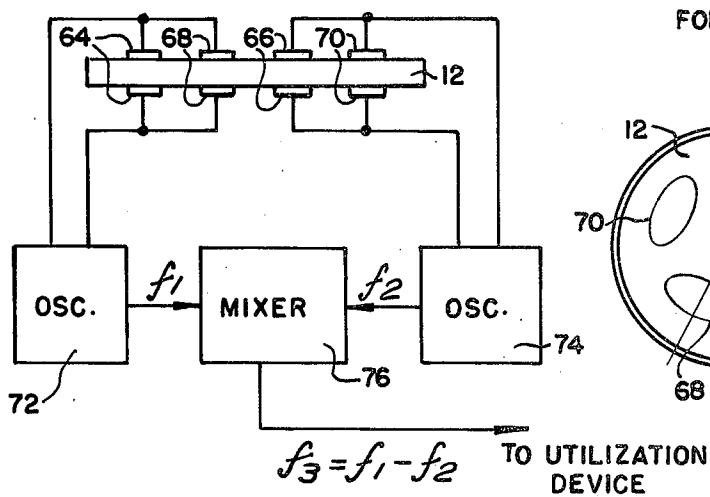 FO
64
68
66
70
12
12
70
OSC.
f1
MIXER
f2
OSC.
72
76
74
68
f3 = f1 - f2
TO UTILIZATION
DEVICE